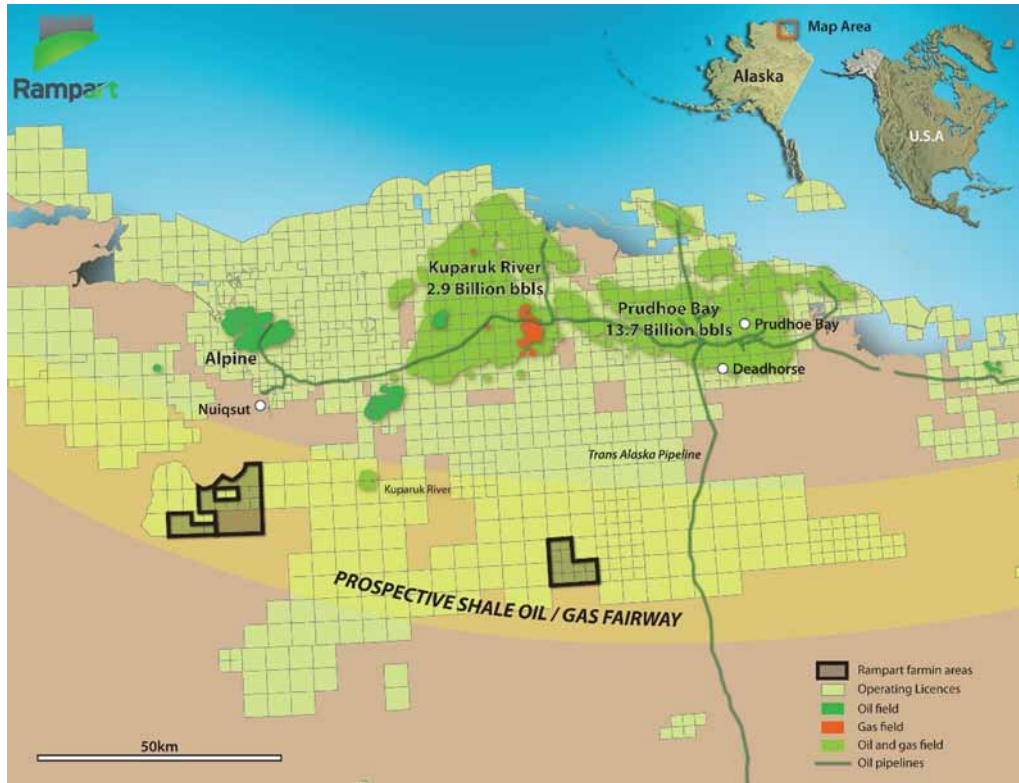 Rampart
Map Area
Alaska
U.S.A
Kuparuk River
2.9 Billion bbls
Prudhoe Bay
13.7 Billion bbls
Prudhoe Bay
Alpine
Deadhorse
Nuiqsut
Trans Alaska Pipeline
Kuparuk River
PROSPECTIVE SHALE OIL / GAS FAIRWAY
Rampart farmin areas
Operating Licences
Oil field
Gas field
Oil and gas field
Oil pipelines
50km